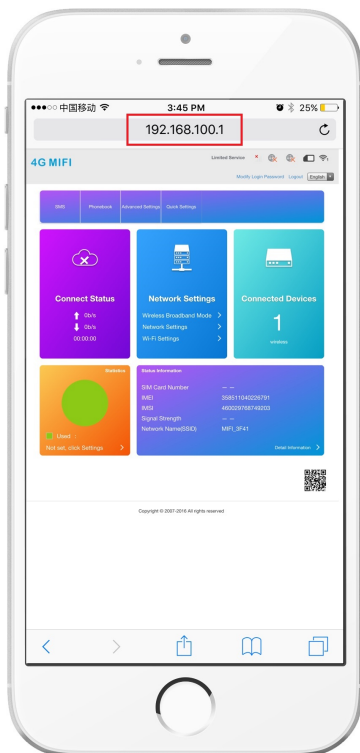 中国移动
3:45 PM
25%
192.168.100.1
4G MIFI
Limited Service
Modify Login Password Logout English
SMS Phonebook Advanced Settings Quick Settings
Connect Status
0b/s
0b/s
00:00:00
Network Settings
Wireless Broadband Mode
Network Settings
Wi-Fi Settings
Connected Devices
1
wireless
Statistics
Used :
Not set, click Settings
Status Information
SIM Card Number — —
IMEI 358511040226791
IMSI 460029768749203
Signal Strength — —
Network Name(SSID) MIFI_3F41
Detail Information
Copyright © 2007-2016 All rights reserved